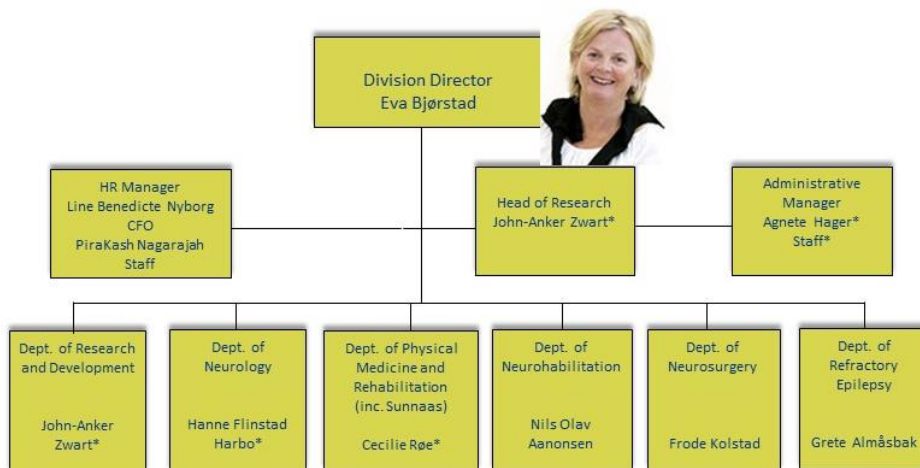 Division Director
Eva Bjørstad
HR Manager
Line Benedicte Nyborg
CFO
PiraKash Nagarajah
Staff
Head of Research
John-Anker Zwart*
Administrative
Manager
Agnete Hager*
Staff*
Dept. of Research
and Development
John-Anker
Zwart*
Dept. of
Neurology
Hanne Flinstad
Harbo*
Dept. of Physical
Medicine and
Rehabilitation
(inc. Sunnaas)
Cecilie Røe*
Dept. of
Neurohabilitation
Nils Olav
Aanonsen
Dept. of
Neurosurgery
Frode Kolstad
Dept. of
Refractory
Epilepsy
Grete Almåsbak